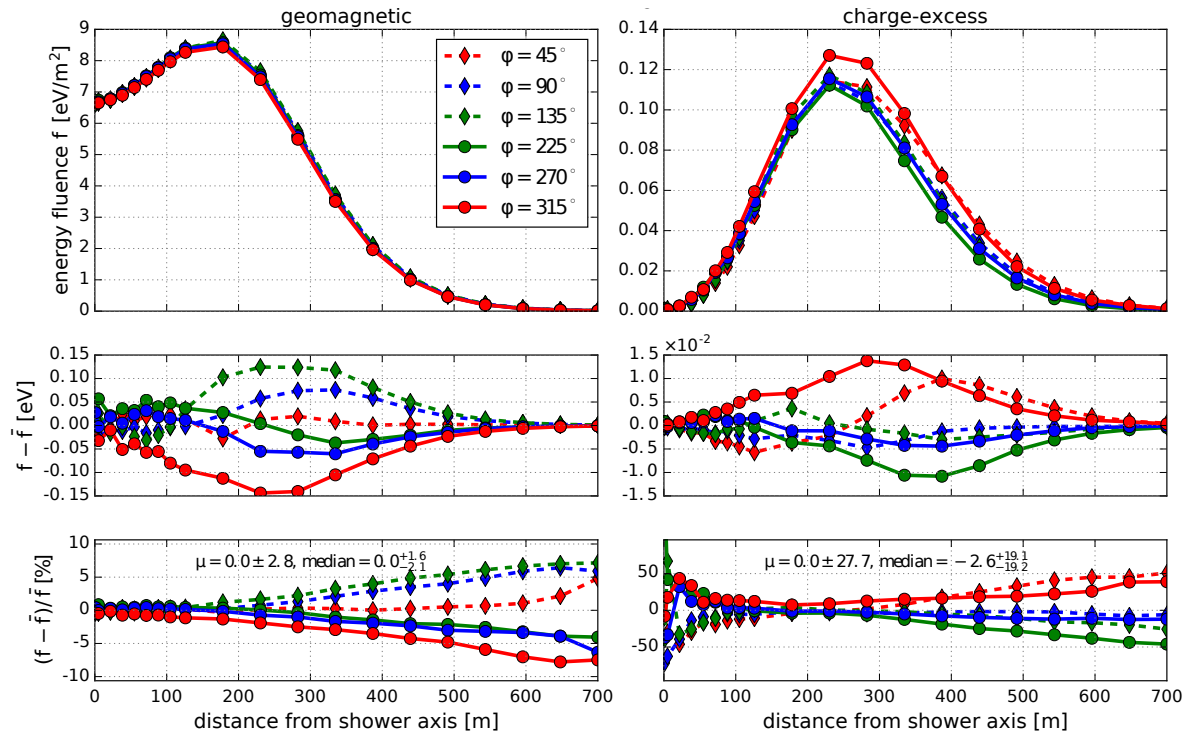 geomagnetic
charge-excess
energy fluence f [eV/m²]
9
8
7
6
5
4
3
2
1
0
φ = 45°
φ = 90°
φ = 135°
φ = 225°
φ = 270°
φ = 315°
0.14
0.12
0.10
0.08
0.06
0.04
0.02
0.00
f − f̄ [eV]
0.15
0.10
0.05
0.00
-0.05
-0.10
-0.15
×10⁻²
1.5
1.0
0.5
0.0
-0.5
-1.0
-1.5
(f − f̄)/f̄ [%]
10
5
0
-5
-10
μ = 0.0 ± 2.8, median = 0.0 +1.6 −2.1
50
0
-50
μ = 0.0 ± 27.7, median = −2.6 +19.1 −19.2
0 100 200 300 400 500 600 700
0 100 200 300 400 500 600 700
distance from shower axis [m]
distance from shower axis [m]